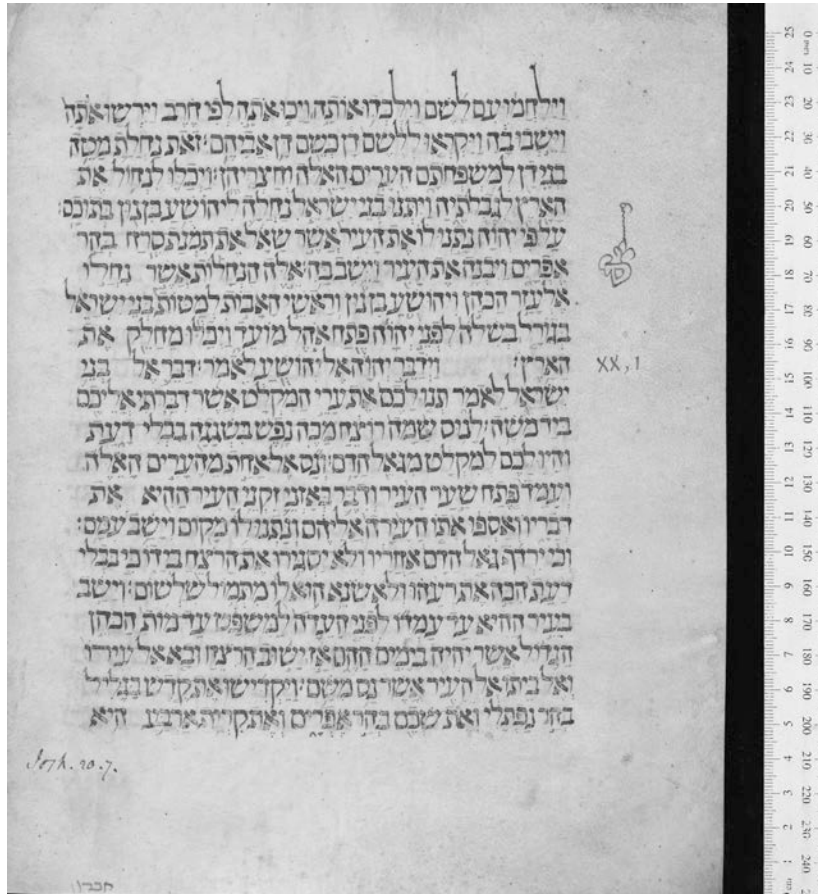 וילחמו עם לשם וילכדו אותה ויכו אתה לפי חרב וירשו אתה
וישבו בה ויקראו ללשם דן כשם דן אביהם׃ זאת נחלת מטה
בני דן למשפחתם הערים האלה וחצריהן׃ ויכלו לנחול את
הארץ לגבלתיה ויתנו בני ישראל נחלה ליהושע בן נון בתוכם׃
על פי יהוה נתנו לו את העיר אשר שאל את תמנת סרח בהר
אפרים ויבנה את העיר וישב בה׃ אלה הנחלות אשר נחלו
אלעזר הכהן ויהושע בן נון וראשי האבות למטות בני ישראל
בגורל בשלה לפני יהוה פתח אהל מועד ויכלו מחלק את
הארץ׃ וידבר יהוה אל יהושע לאמר׃ דבר אל בני
XX, 1
ישראל לאמר תנו לכם את ערי המקלט אשר דברתי אליכם
ביד משה׃ לנוס שמה רוצח מכה נפש בשגגה בבלי דעת
והיו לכם למקלט מגאל הדם׃ ונס אל אחת מהערים האלה
ועמד פתח שער העיר ודבר באזני זקני העיר ההיא את
דבריו ואספו אתו העירה אליהם ונתנו לו מקום וישב עמם׃
וכי ירדף גאל הדם אחריו ולא יסגירו את הרצח בידו כי בבלי
דעת הכה את רעהו ולא שנא הוא לו מתמול שלשום׃ וישב
בעיר ההיא עד עמדו לפני העדה למשפט עד מות הכהן
הגדול אשר יהיה בימים ההם אז ישוב הרצח ובא אל עירו
ואל ביתו אל העיר אשר נס משם׃ ויקדישו את קדש בגליל
בהר נפתלי ואת שכם בהר אפרים ואת קרית ארבע היא
Josh. 20. 7.
חברון